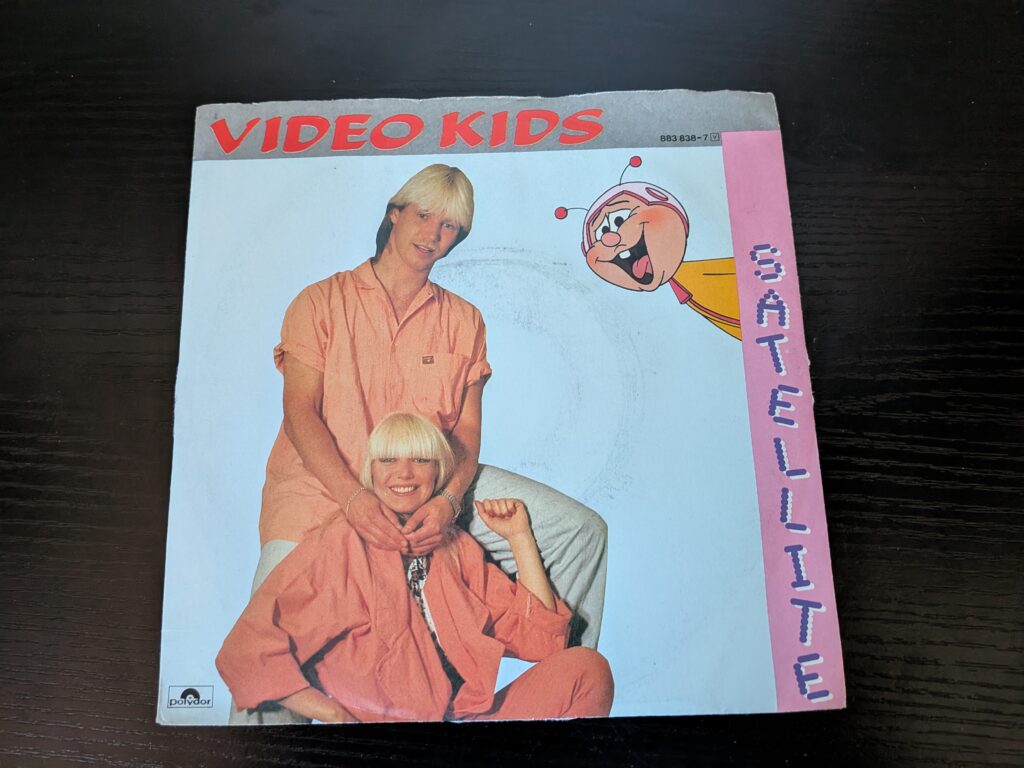 VIDEO KIDS
883 838-7 V
SATELLITE
polydor